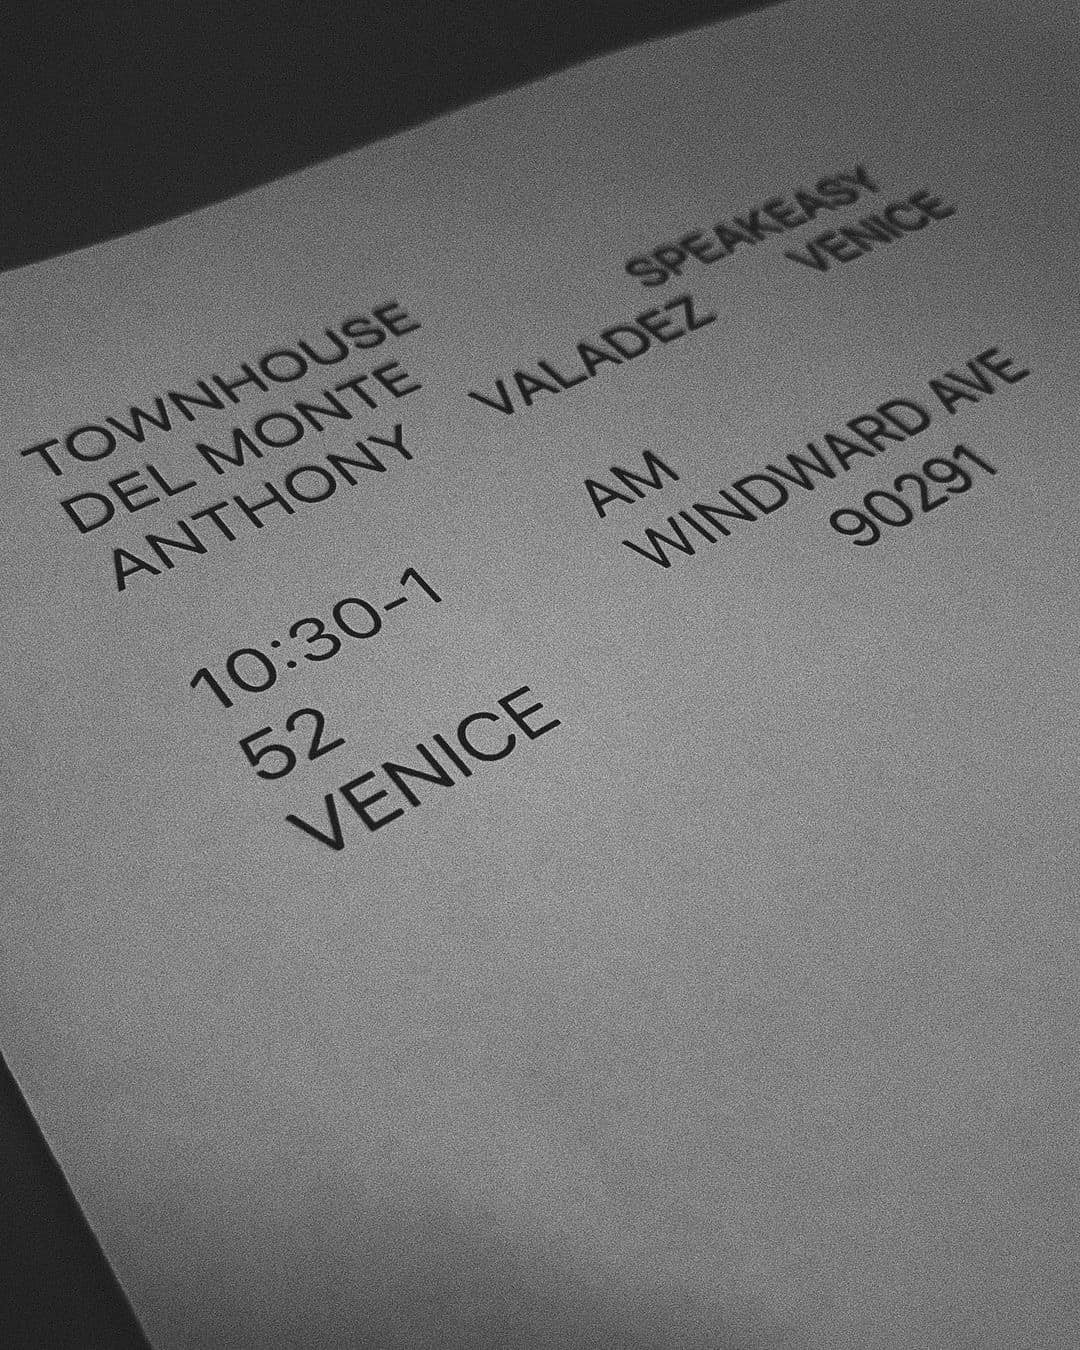 TOWNHOUSE
DEL MONTE SPEAKEASY
ANTHONY VALADEZ VENICE
10:30-1 AM
52 WINDWARD AVE
VENICE 90291